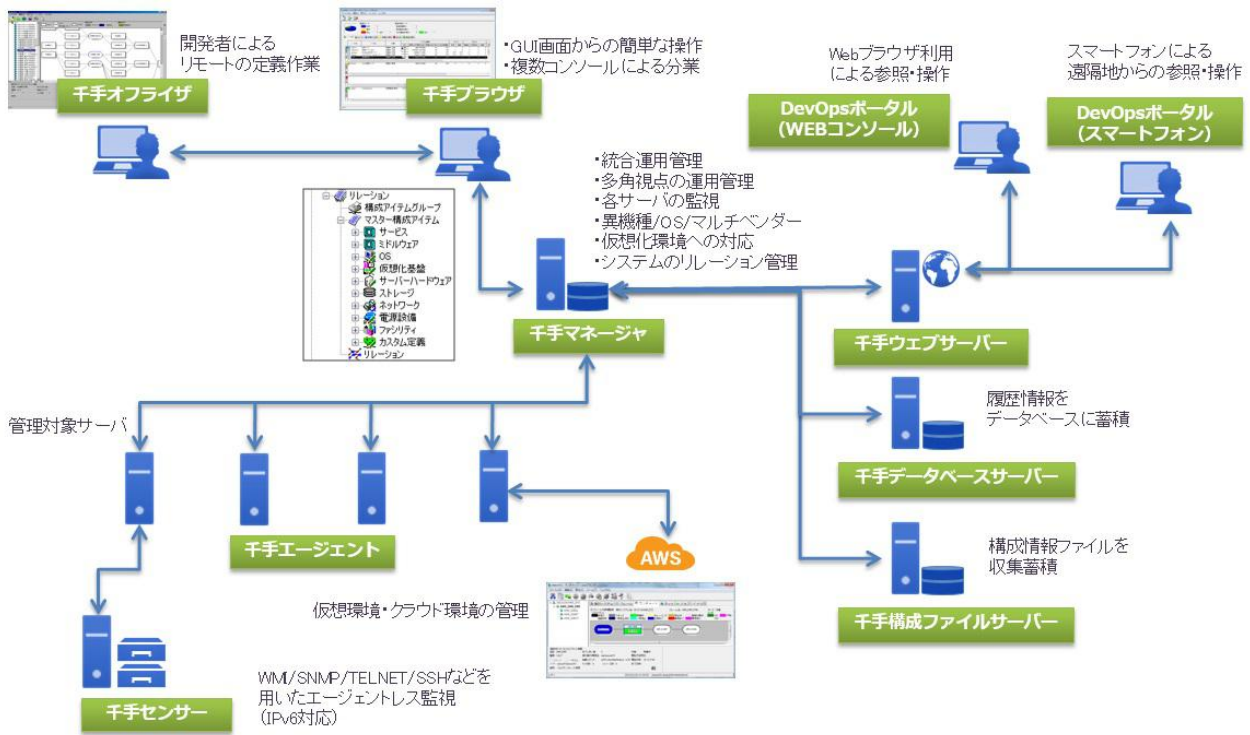 開発者による
リモートの定義作業
千手オフライザ
・GUI画面からの簡単な操作
・複数コンソールによる分業
千手ブラウザ
Webブラウザ利用
による参照・操作
DevOpsポータル
（WEBコンソール）
スマートフォンによる
遠隔地からの参照・操作
DevOpsポータル
（スマートフォン）
・統合運用管理
・多角視点の運用管理
・各サーバの監視
・異機種/OS/マルチベンダー
・仮想化環境への対応
・システムのリレーション管理
リレーション
構成アイテムグループ
マスター構成アイテム
サービス
ミドルウェア
OS
仮想化基盤
サーバーハードウェア
ストレージ
ネットワーク
電源設備
ファシリティ
カスタム定義
リレーション
千手マネージャ
千手ウェブサーバー
履歴情報を
データベースに蓄積
千手データベースサーバー
構成情報ファイルを
収集蓄積
千手構成ファイルサーバー
管理対象サーバ
千手エージェント
AWS
仮想環境・クラウド環境の管理
WMI/SNMP/TELNET/SSHなどを
用いたエージェントレス監視
（IPv6対応）
千手センサー